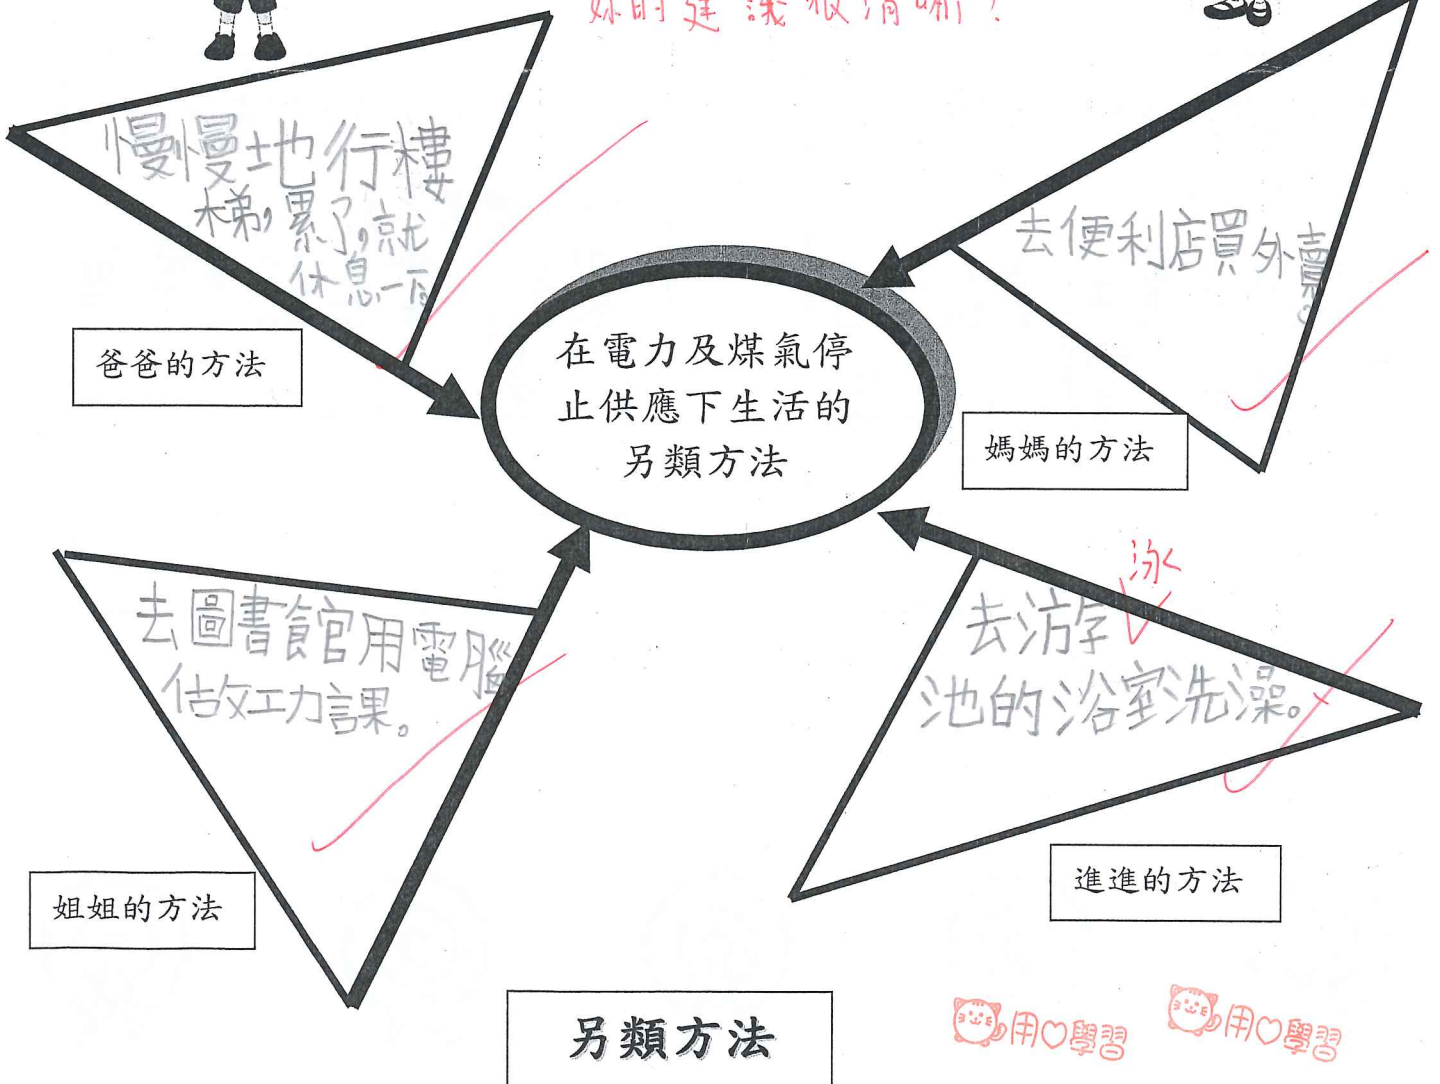 妳的建議很清晰！
慢慢地行樓
梯，累了，就
休息一下
爸爸的方法
去便利店買外賣。
媽媽的方法
在電力及煤氣停
止供應下生活的
另類方法
去圖書館用電腦
做功課。
姐姐的方法
泳
去游字
池的浴室洗澡。
進進的方法
另類方法
用♡學習
用♡學習